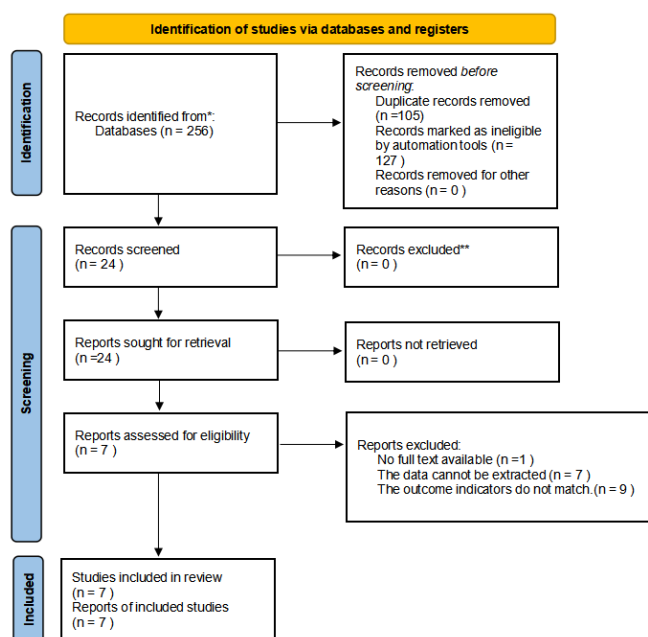 Identification of studies via databases and registers
Identification
Records identified from*:
Databases (n = 256)
Records removed before
screening:
Duplicate records removed
(n =105)
Records marked as ineligible
by automation tools (n =
127 )
Records removed for other
reasons (n = 0 )
Screening
Records screened
(n = 24 )
Records excluded**
(n = 0 )
Reports sought for retrieval
(n =24 )
Reports not retrieved
(n = 0 )
Reports assessed for eligibility
(n = 7 )
Reports excluded:
No full text available (n =1 )
The data cannot be extracted (n = 7 )
The outcome indicators do not match.(n = 9 )
Included
Studies included in review
(n = 7 )
Reports of included studies
(n = 7 )